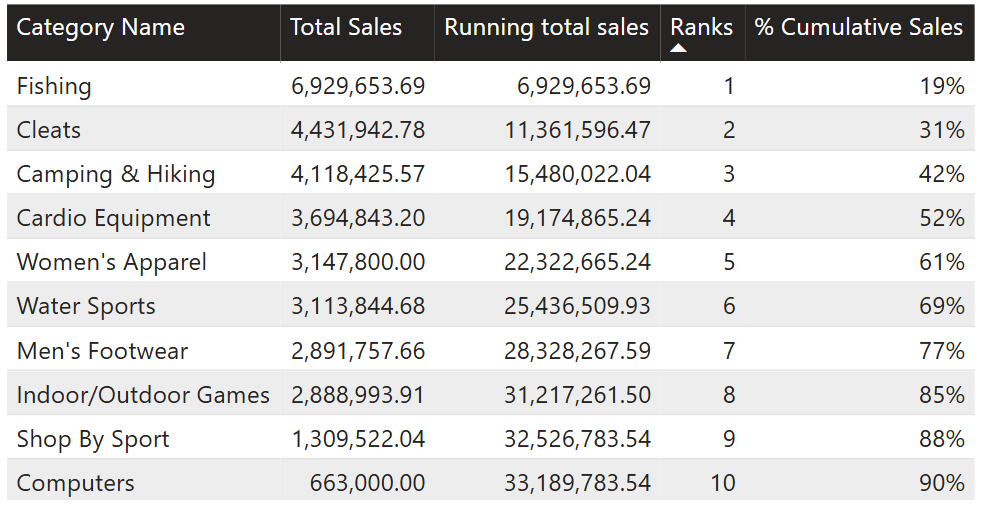 Category Name Total Sales Running total sales Ranks % Cumulative Sales
Fishing 6,929,653.69 6,929,653.69 1 19%
Cleats 4,431,942.78 11,361,596.47 2 31%
Camping & Hiking 4,118,425.57 15,480,022.04 3 42%
Cardio Equipment 3,694,843.20 19,174,865.24 4 52%
Women's Apparel 3,147,800.00 22,322,665.24 5 61%
Water Sports 3,113,844.68 25,436,509.93 6 69%
Men's Footwear 2,891,757.66 28,328,267.59 7 77%
Indoor/Outdoor Games 2,888,993.91 31,217,261.50 8 85%
Shop By Sport 1,309,522.04 32,526,783.54 9 88%
Computers 663,000.00 33,189,783.54 10 90%